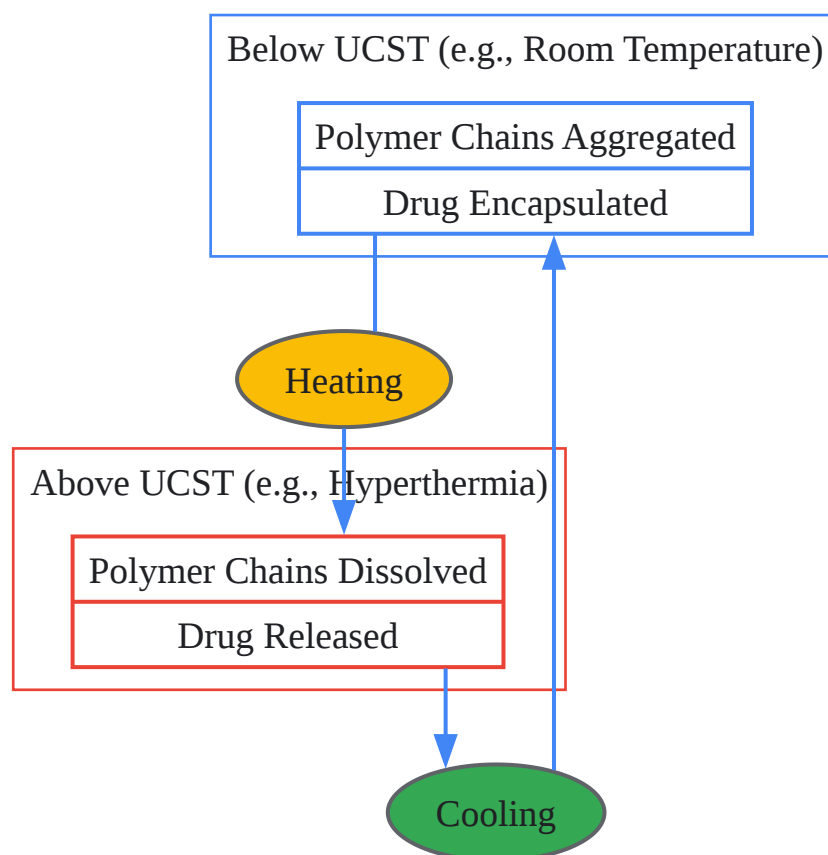 Below UCST (e.g., Room Temperature)
Polymer Chains Aggregated
Drug Encapsulated
Heating
Above UCST (e.g., Hyperthermia)
Polymer Chains Dissolved
Drug Released
Cooling